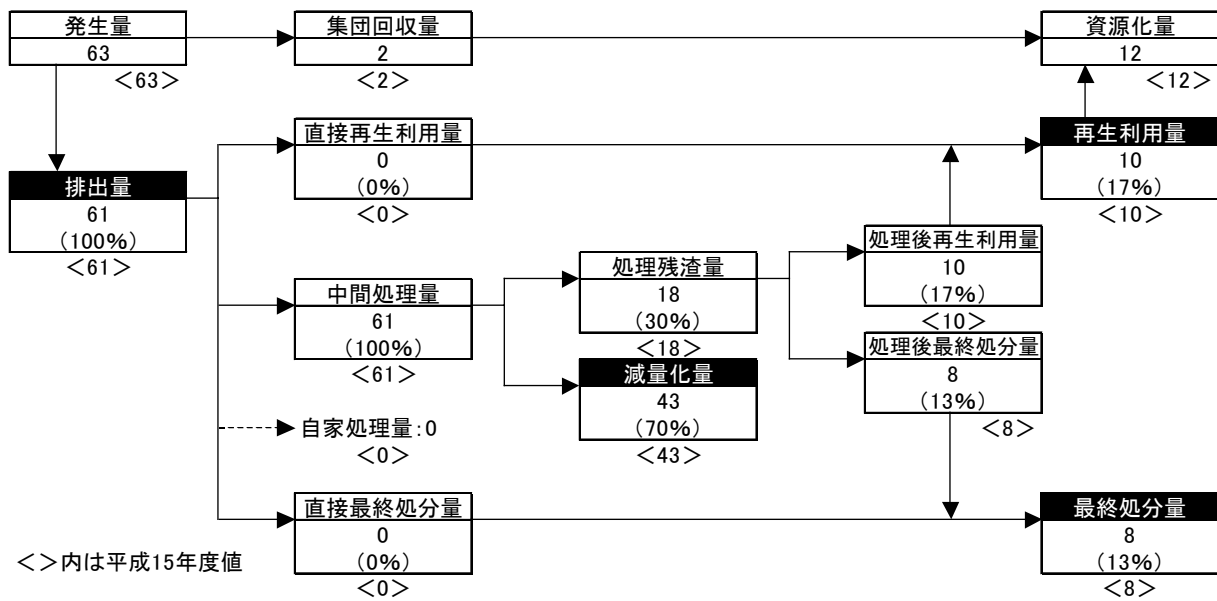 発生量
63
＜63＞
集団回収量
2
＜2＞
資源化量
12
＜12＞
直接再生利用量
0
(0%)
＜0＞
再生利用量
10
(17%)
＜10＞
排出量
61
(100%)
＜61＞
中間処理量
61
(100%)
＜61＞
処理残渣量
18
(30%)
＜18＞
処理後再生利用量
10
(17%)
＜10＞
減量化量
43
(70%)
＜43＞
処理後最終処分量
8
(13%)
＜8＞
自家処理量:0
＜0＞
直接最終処分量
0
(0%)
＜0＞
最終処分量
8
(13%)
＜8＞
＜＞内は平成15年度値